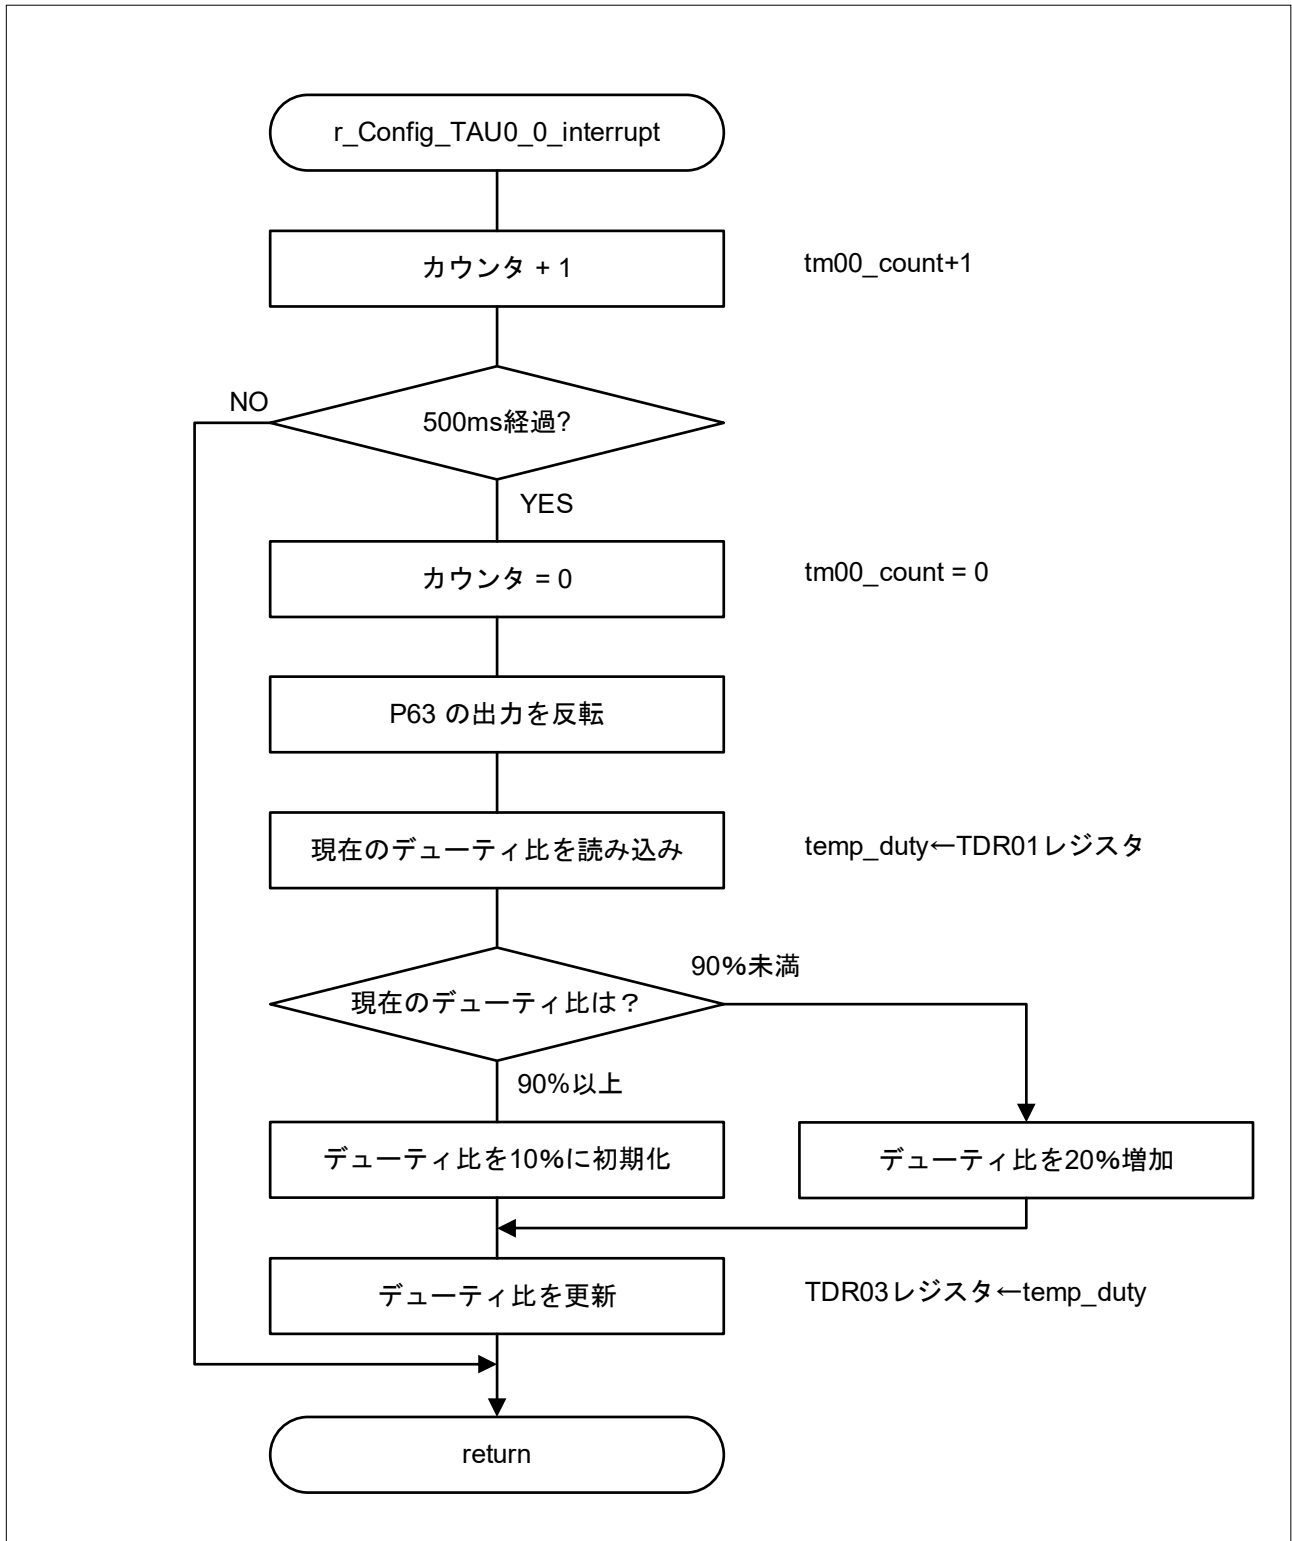 r_Config_TAU0_0_interrupt
カウンタ + 1
tm00_count+1
NO
500ms経過?
YES
カウンタ = 0
tm00_count = 0
P63 の出力を反転
現在のデューティ比を読み込み
temp_duty←TDR01レジスタ
90%未満
現在のデューティ比は？
90%以上
デューティ比を10%に初期化
デューティ比を20%増加
デューティ比を更新
TDR03レジスタ←temp_duty
return